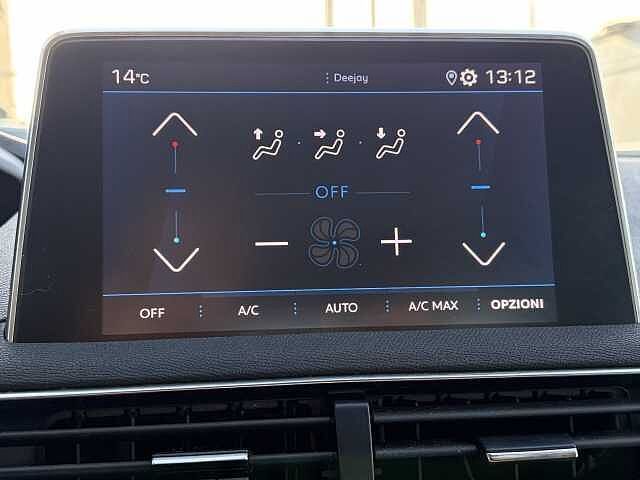 14°C Deejay 13:12
OFF
OFF A/C AUTO A/C MAX OPZIONI